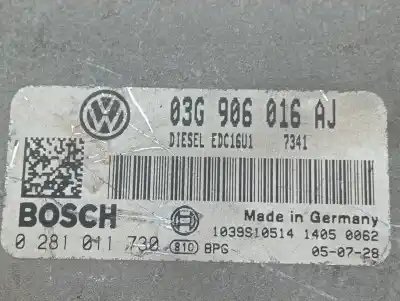 03G 906 016 AJ
DIESEL EDC16U1 7341
BOSCH
Made in Germany
1039S10514 1405 0062
0 281 011 730 810 BPG 05-07-28